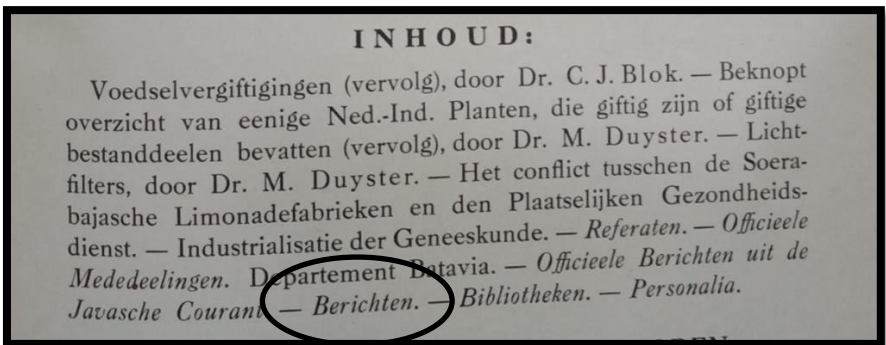 INHOUD:
Voedselvergiftigingen (vervolg), door Dr. C. J. Blok. — Beknopt
overzicht van eenige Ned.-Ind. Planten, die giftig zijn of giftige
bestanddeelen bevatten (vervolg), door Dr. M. Duyster. — Licht-
filters, door Dr. M. Duyster. — Het conflict tusschen de Soera-
bajasche Limonadefabrieken en den Plaatselijken Gezondheids-
dienst. — Industrialisatie der Geneeskunde. — Referaten. — Officieele
Mededeelingen. Departement Batavia. — Officieele Berichten uit de
Javasche Courant — Berichten. — Bibliotheken. — Personalia.